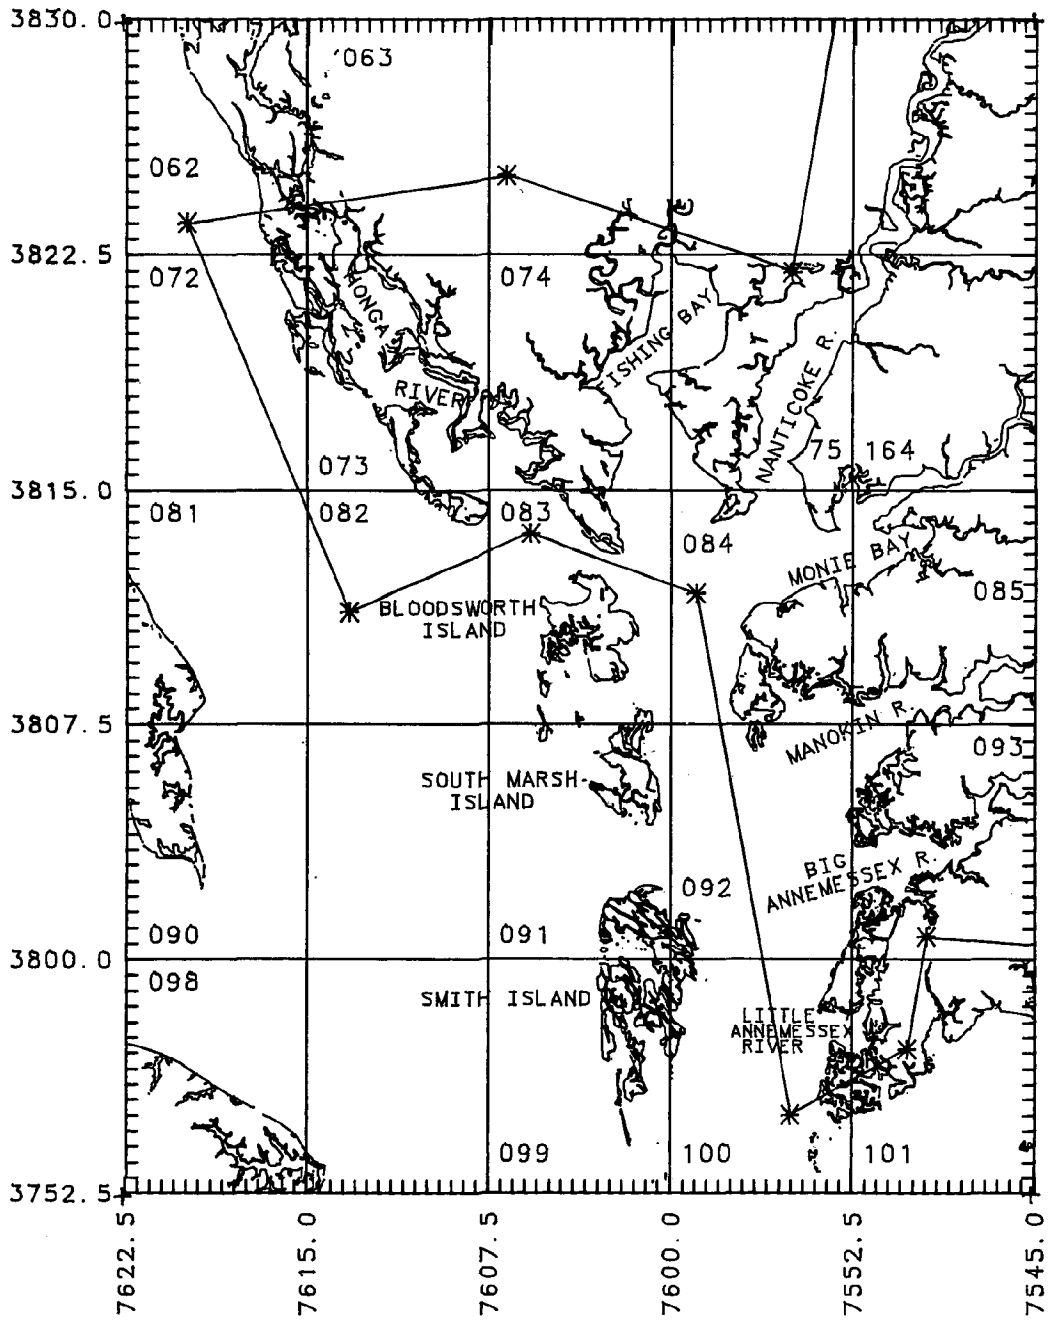 3830.0
'063
062
3822.5
072
074
HONGA
RIVER
FISHING BAY
NANTICOKE R.
073
75
164
3815.0
081
082
083
084
MONIE BAY
085
BLOODSWORTH
ISLAND
3807.5
MANOKIN R.
093
SOUTH MARSH
ISLAND
BIG
ANNEMESSEX R.
092
090
091
3800.0
098
SMITH ISLAND
LITTLE
ANNEMESSEX
RIVER
099
100
101
3752.5
7622.5
7615.0
7607.5
7600.0
7552.5
7545.0